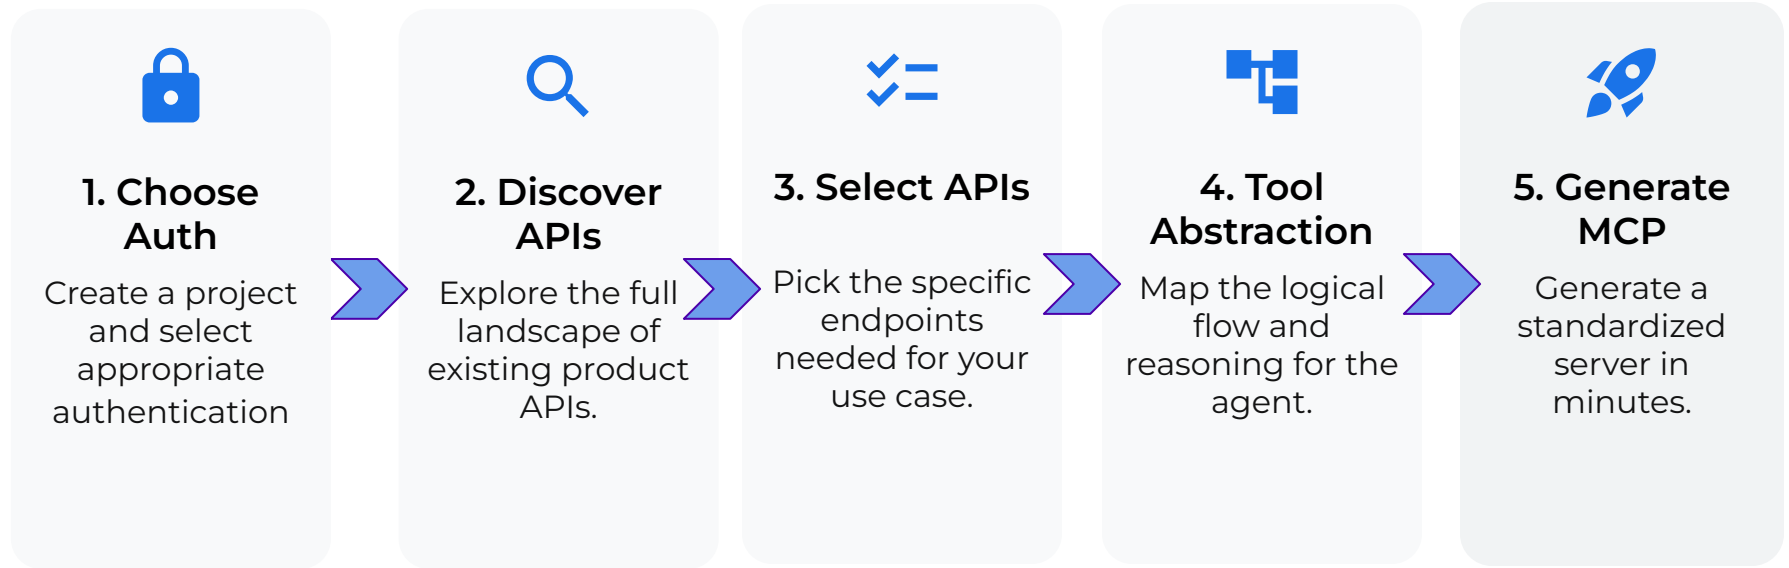 1. Choose
Auth
Create a project
and select
appropriate
authentication
2. Discover
APIs
Explore the full
landscape of
existing product
APIs.
3. Select APIs
Pick the specific
endpoints
needed for your
use case.
4. Tool
Abstraction
Map the logical
flow and
reasoning for the
agent.
5. Generate
MCP
Generate a
standardized
server in
minutes.